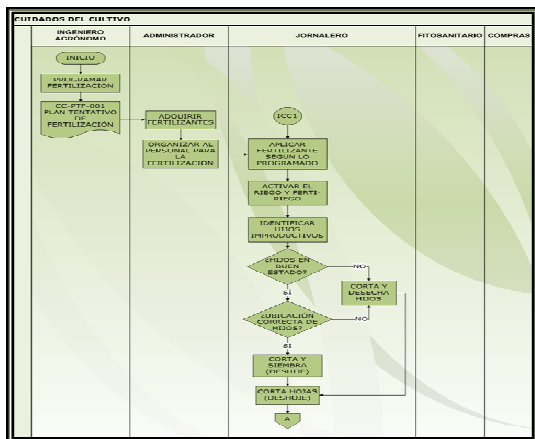 CUIDADOS DEL CULTIVO
INGENIERO
AGRÓNOMO
ADMINISTRADOR
JORNALERO
FITOSANITARIO
COMPRAS
INICIO
PROGRAMAR
FERTILIZACIÓN
CC-PTF-001
PLAN TENTATIVO
DE
FERTILIZACIÓN
ADQUIRIR
FERTILIZANTES
ORGANIZAR AL
PERSONAL PARA
LA
FERTILIZACIÓN
ICC1
APLICAR
FERTILIZANTE
SEGÚN LO
PROGRAMADO
ACTIVAR EL
RIEGO Y FERTI-
RIEGO
IDENTIFICAR
HIJOS
IMPRODUCTIVOS
¿HIJOS EN
BUEN
ESTADO?
NO
CORTA Y
DESECHA
HIJOS
SI
¿UBICACIÓN
CORRECTA DE
HIJOS?
NO
SI
CORTA Y
SIEMBRA
(DESHIJE)
CORTA HOJAS
(DESHOJE)
A